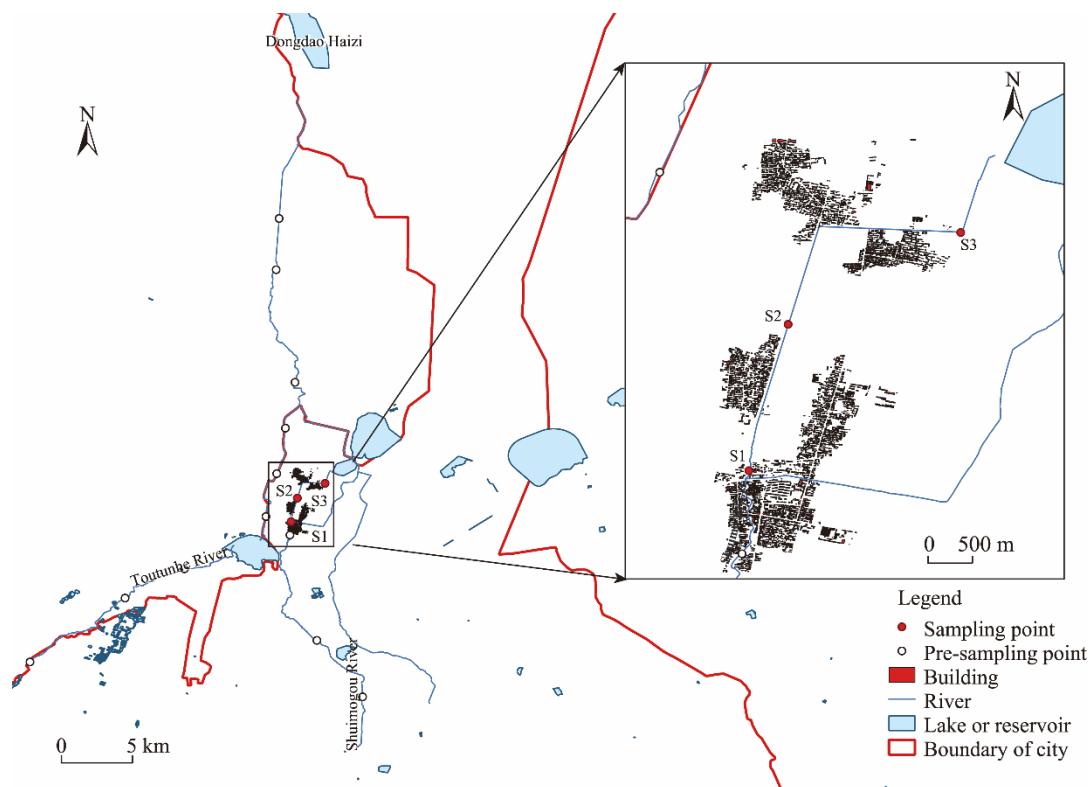 Dongdao Haizi
N
N
S3
S2
S1
S2
S3
S1
0 500 m
Toutunhe River
Shuimogou River
0 5 km
Legend
Sampling point
Pre-sampling point
Building
River
Lake or reservoir
Boundary of city